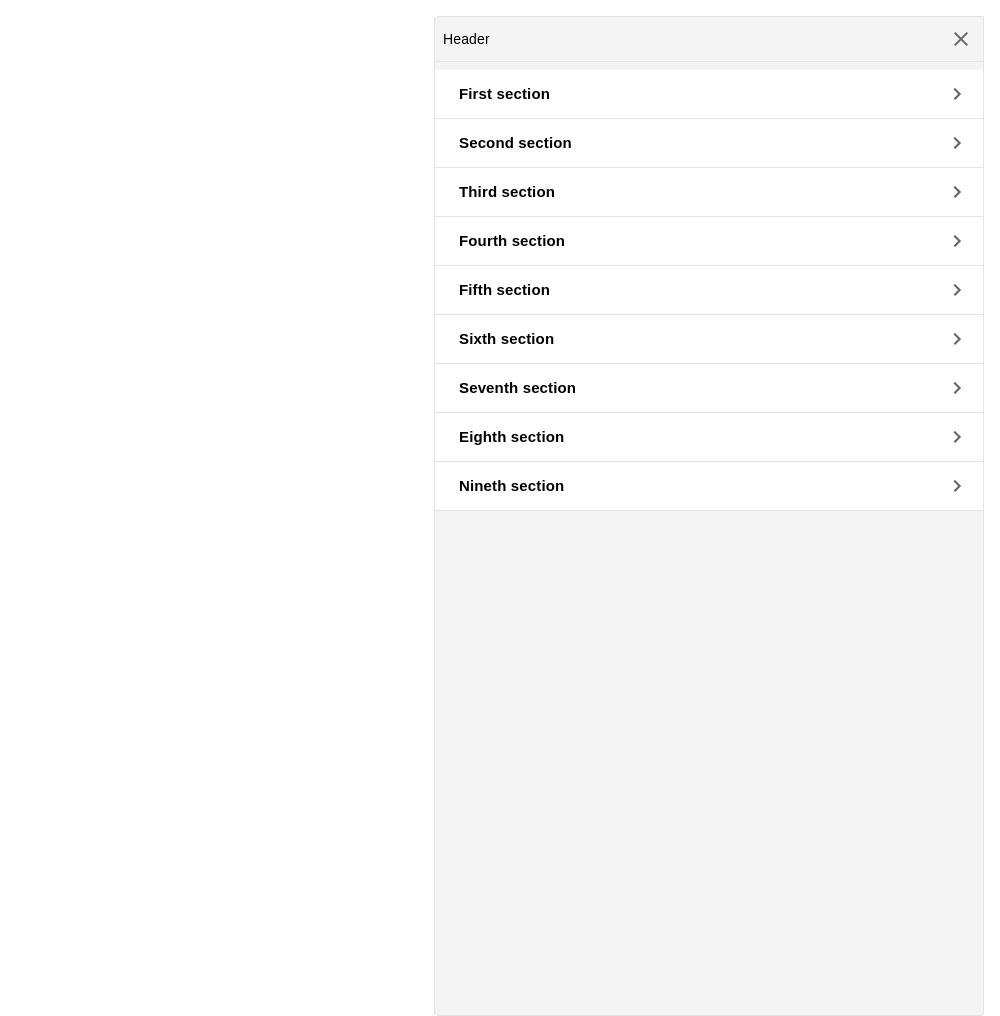 Header
First section
Second section
Third section
Fourth section
Fifth section
Sixth section
Seventh section
Eighth section
Nineth section